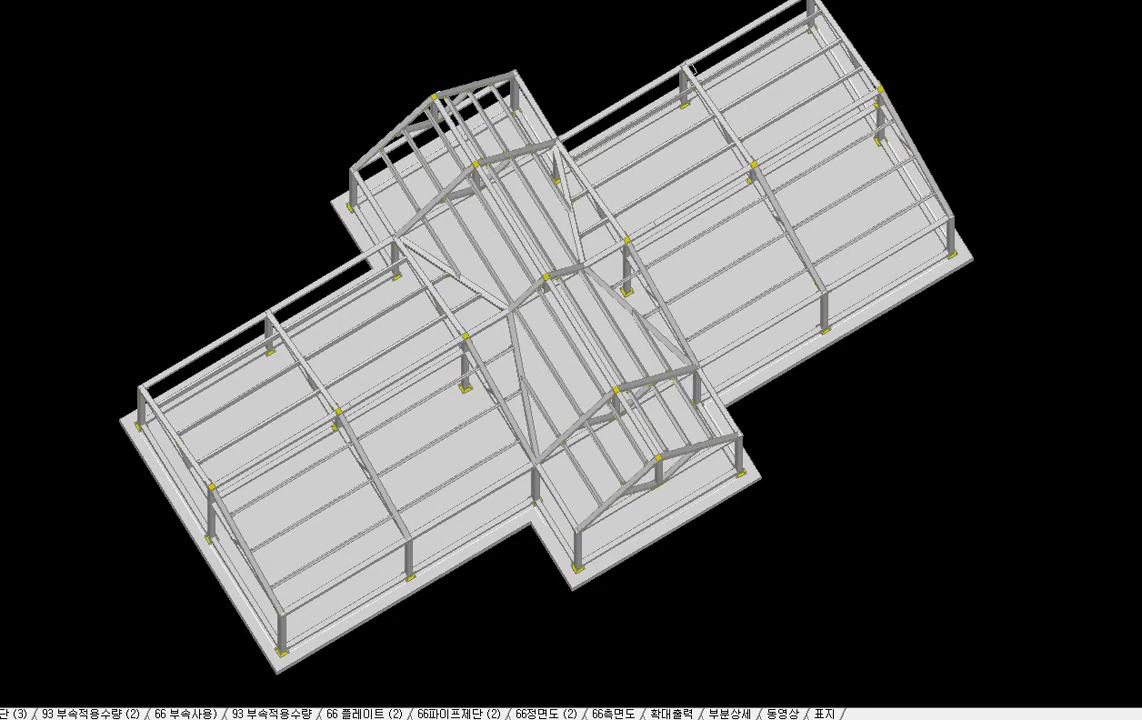 단 (3) / 93 부속적용수량 (2) / 66 부속사용) / 93 부속적용수량 / 66 플레이트 (2) / 66파이프제단 (2) / 66정면도 (2) / 66측면도 / 확대출력 / 부분상세 / 동영상 / 표지 /